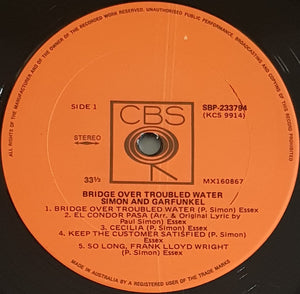 ALL RIGHTS OF THE MANUFACTURER AND OF THE OWNER OF THE RECORDED WORK RESERVED. UNAUTHORISED PUBLIC PERFORMANCE, BROADCASTING AND COPYING OF THIS RECORD PROHIBITED
SIDE 1
CBS
SBP-233794
(KCS 9914)
STEREO
33⅓
MX160867
BRIDGE OVER TROUBLED WATER
SIMON AND GARFUNKEL
1. BRIDGE OVER TROUBLED WATER (P. Simon) Essex
2. EL CONDOR PASA (Arr. & Original Lyric by
Paul Simon) Essex
3. CECILIA (P. Simon) Essex
4. KEEP THE CUSTOMER SATISFIED (P. Simon) Essex
5. SO LONG, FRANK LLOYD WRIGHT
(P. Simon) Essex
MADE IN AUSTRALIA BY A REGISTERED USER OF THE TRADE MARKS